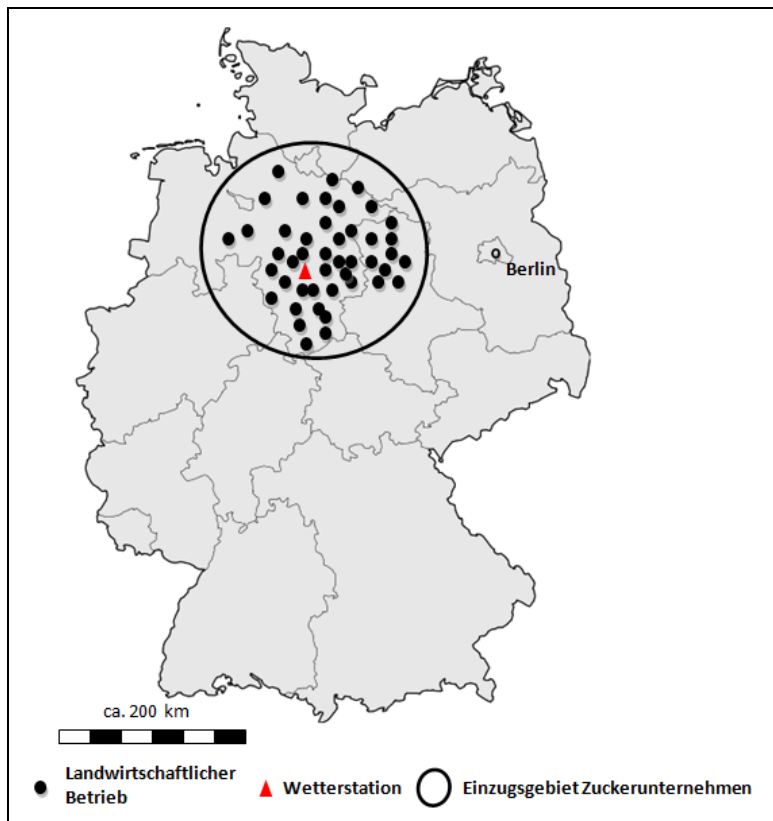 Berlin
ca. 200 km
Landwirtschaftlicher
Betrieb
Wetterstation
Einzugsgebiet Zuckerunternehmen